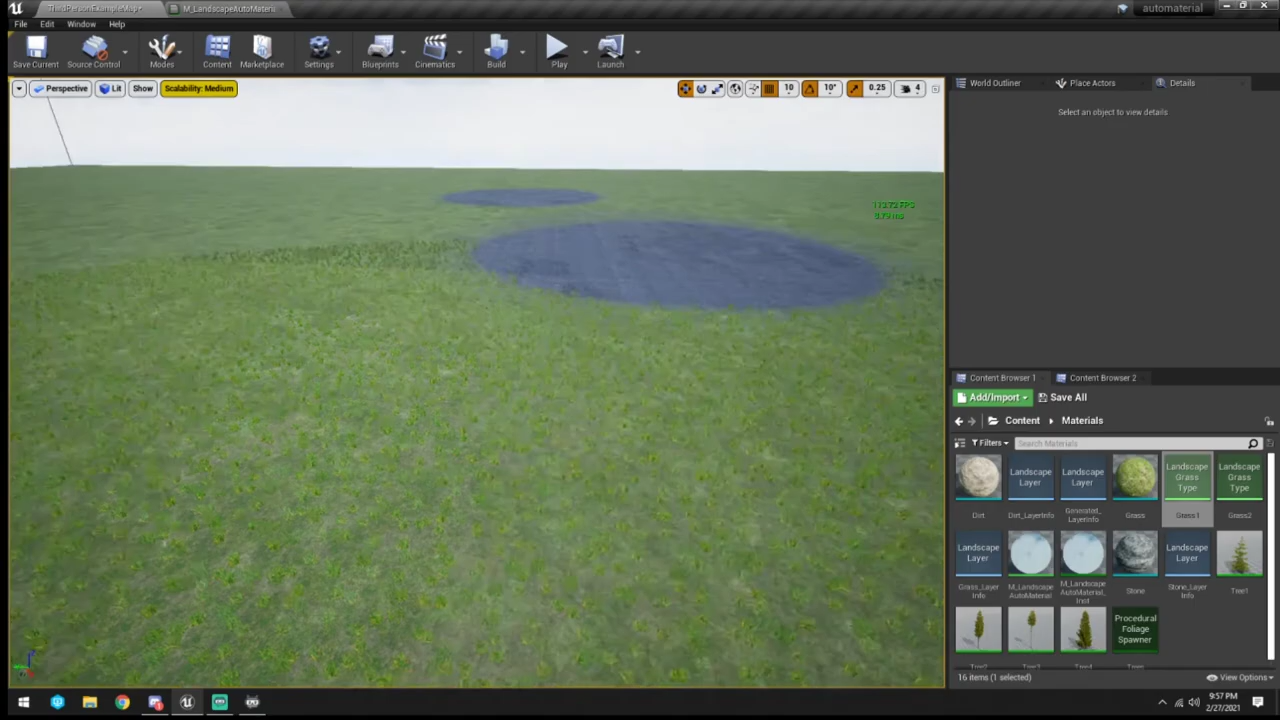 ThirdPersonExampleMap
M_LandscapeAutoMateri
automaterial
File Edit Window Help
Save Current Source Control Modes Content Marketplace Settings Blueprints Cinematics Build Play Launch
Perspective Lit Show Scalability: Medium
10 10° 0.25 4
World Outliner Place Actors Details
Select an object to view details
Content Browser 1 Content Browser 2
Add/Import Save All
Content Materials
Filters Search Materials
Landscape Layer
Landscape Layer
Landscape Grass Type
Landscape Grass Type
Dirt Dirt_LayerInfo Generated_LayerInfo Grass Grass1 Grass2
Landscape Layer
Landscape Layer
Grass_LayerInfo M_LandscapeAutoMaterial M_LandscapeAutoMaterial_Inst Stone Stone_LayerInfo Tree1
Procedural Foliage Spawner
Tree2 Tree3 Tree4 Trees
16 items (1 selected) View Options
9:57 PM
2/27/2021